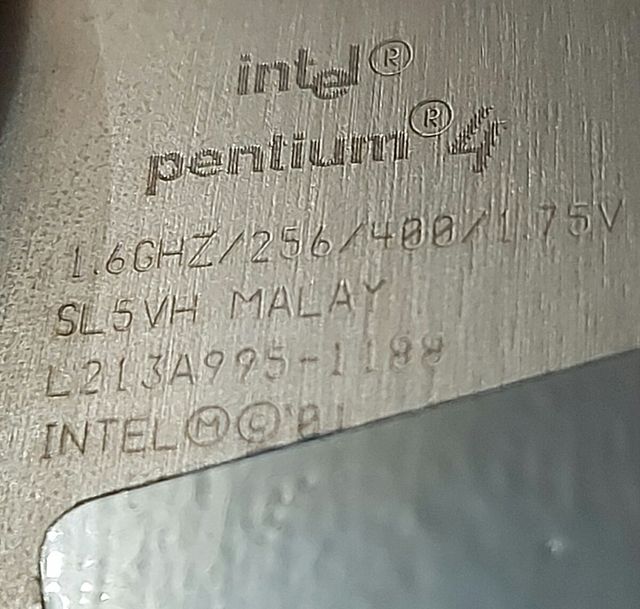 intel®
pentium® 4
1.6GHZ/256/400/1.75V
SL5VH MALAY
L213A995-1188
INTEL Ⓜ © '01